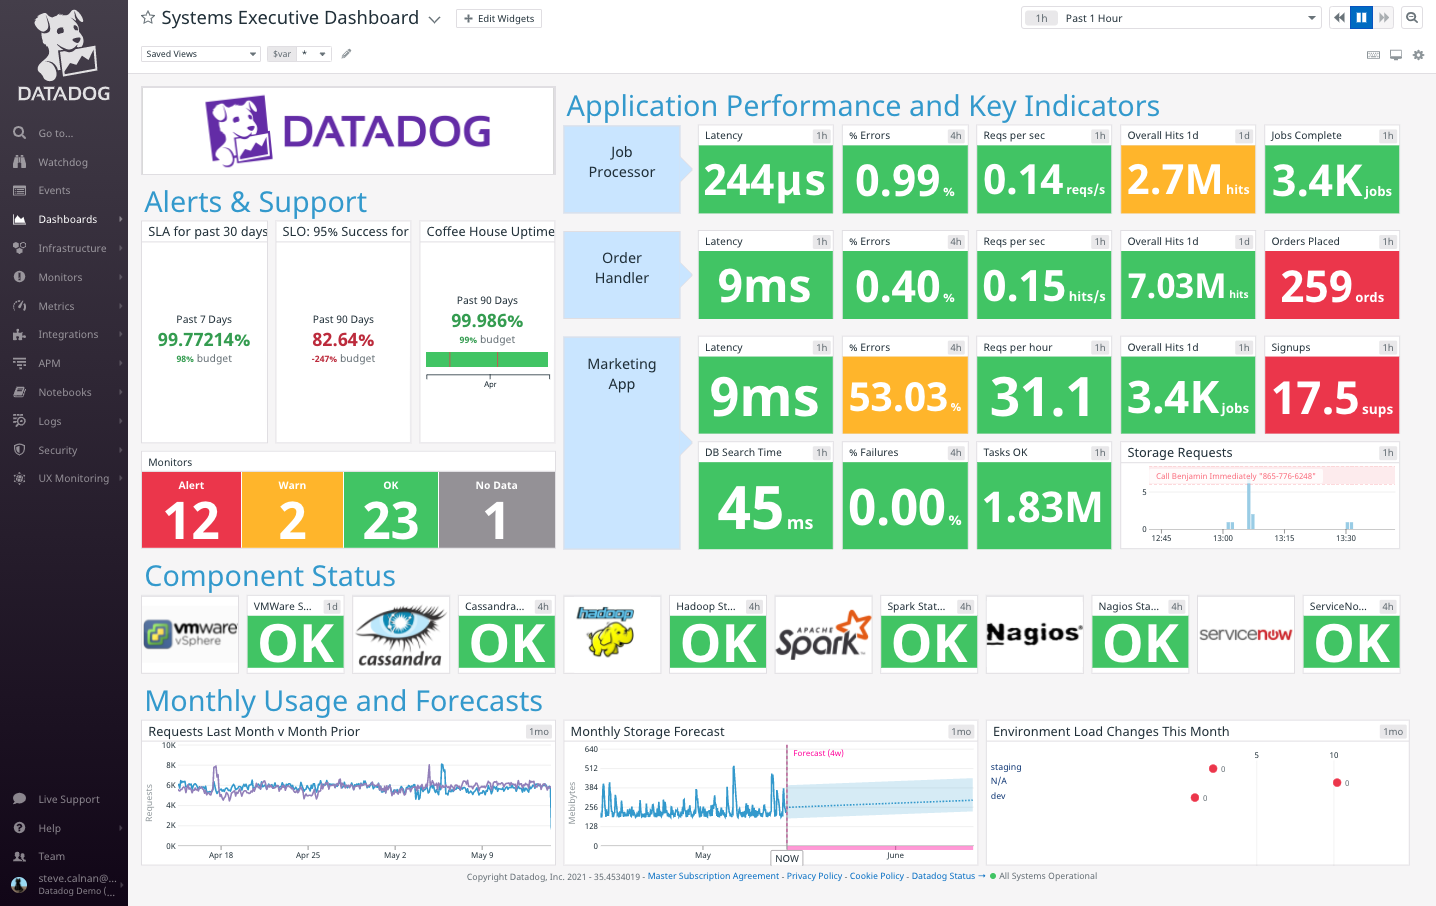 Systems Executive Dashboard
Edit Widgets
1h Past 1 Hour
Saved Views
$var *
DATADOG
Go to...
Watchdog
Events
Dashboards
Infrastructure
Monitors
Metrics
Integrations
APM
Notebooks
Logs
Security
UX Monitoring
Live Support
Help
Team
steve.calnan@...
Datadog Demo (...
DATADOG
Alerts & Support
SLA for past 30 days
Past 7 Days
99.77214%
98% budget
SLO: 95% Success for
Past 90 Days
82.64%
-247% budget
Coffee House Uptime
Past 90 Days
99.986%
99% budget
Apr
Monitors
Alert 12
Warn 2
OK 23
No Data 1
Application Performance and Key Indicators
Job
Processor
Latency 1h
244µs
% Errors 4h
0.99 %
Reqs per sec 1h
0.14 reqs/s
Overall Hits 1d 1d
2.7M hits
Jobs Complete 1h
3.4K jobs
Order
Handler
Latency 1h
9ms
% Errors 4h
0.40 %
Reqs per sec 1h
0.15 hits/s
Overall Hits 1d 1d
7.03M hits
Orders Placed 1h
259 ords
Marketing
App
Latency 1h
9ms
% Errors 4h
53.03 %
Reqs per hour 1h
31.1
Overall Hits 1d 1h
3.4K jobs
Signups 1h
17.5 sups
DB Search Time 1h
45 ms
% Failures 4h
0.00 %
Tasks OK 1h
1.83M
Storage Requests 1h
Call Benjamin Immediately "865-776-6248"
5
0
12:45 13:00 13:15 13:30
Component Status
vmware
vSphere
VMWare S... 1d
OK
cassandra
Cassandra... 4h
OK
hadoop
Hadoop St... 4h
OK
APACHE
Spark
Spark Stat... 4h
OK
Nagios
Nagios Sta... 4h
OK
servicenow
ServiceNo... 4h
OK
Monthly Usage and Forecasts
Requests Last Month v Month Prior 1mo
Requests
10K
8K
6K
4K
2K
0K
Apr 18 Apr 25 May 2 May 9
Monthly Storage Forecast 1mo
Forecast (4w)
Mebibytes
640
512
384
256
128
0
May NOW June
Environment Load Changes This Month 1mo
5 10
staging 0
N/A 0
dev 0
Copyright Datadog, Inc. 2021 - 35.4534019 - Master Subscription Agreement - Privacy Policy - Cookie Policy - Datadog Status → All Systems Operational